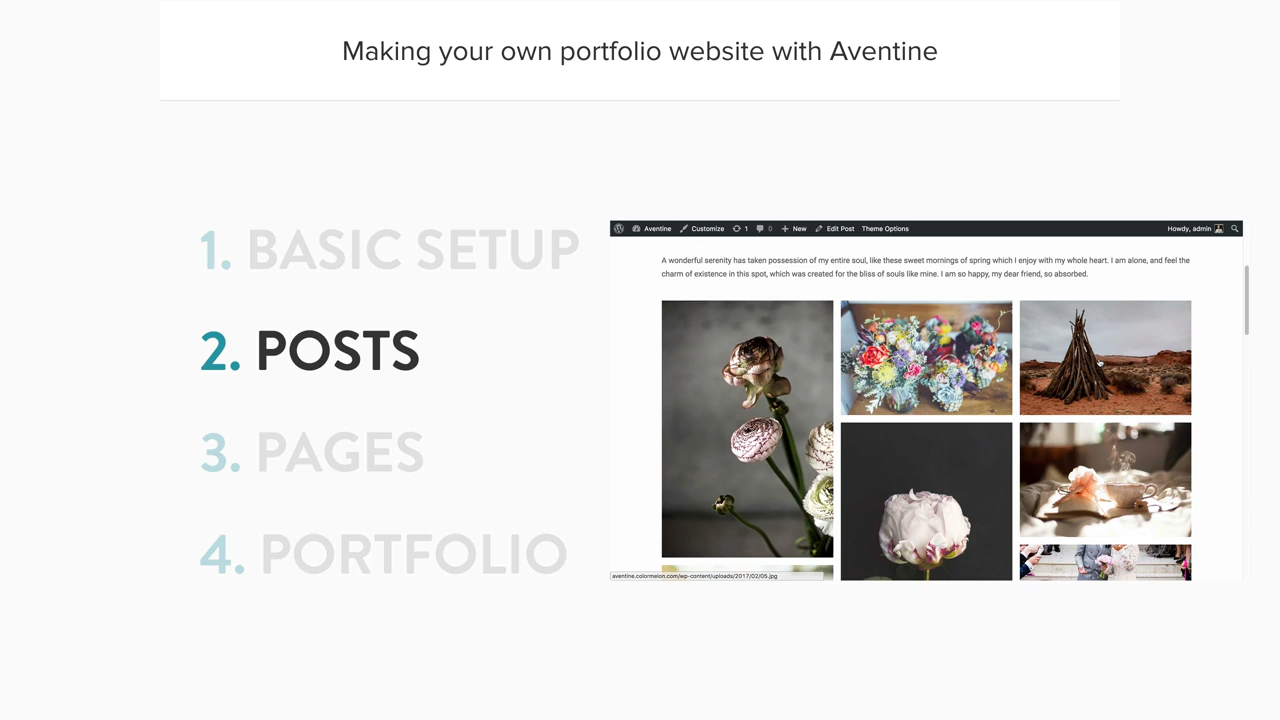 Making your own portfolio website with Aventine
1. BASIC SETUP
2. POSTS
3. PAGES
4. PORTFOLIO
Aventine Customize 1 0 New Edit Post Theme Options Howdy, admin
A wonderful serenity has taken possession of my entire soul, like these sweet mornings of spring which I enjoy with my whole heart. I am alone, and feel the
charm of existence in this spot, which was created for the bliss of souls like mine. I am so happy, my dear friend, so absorbed.
aventine.colormelon.com/wp-content/uploads/2017/02/05.jpg